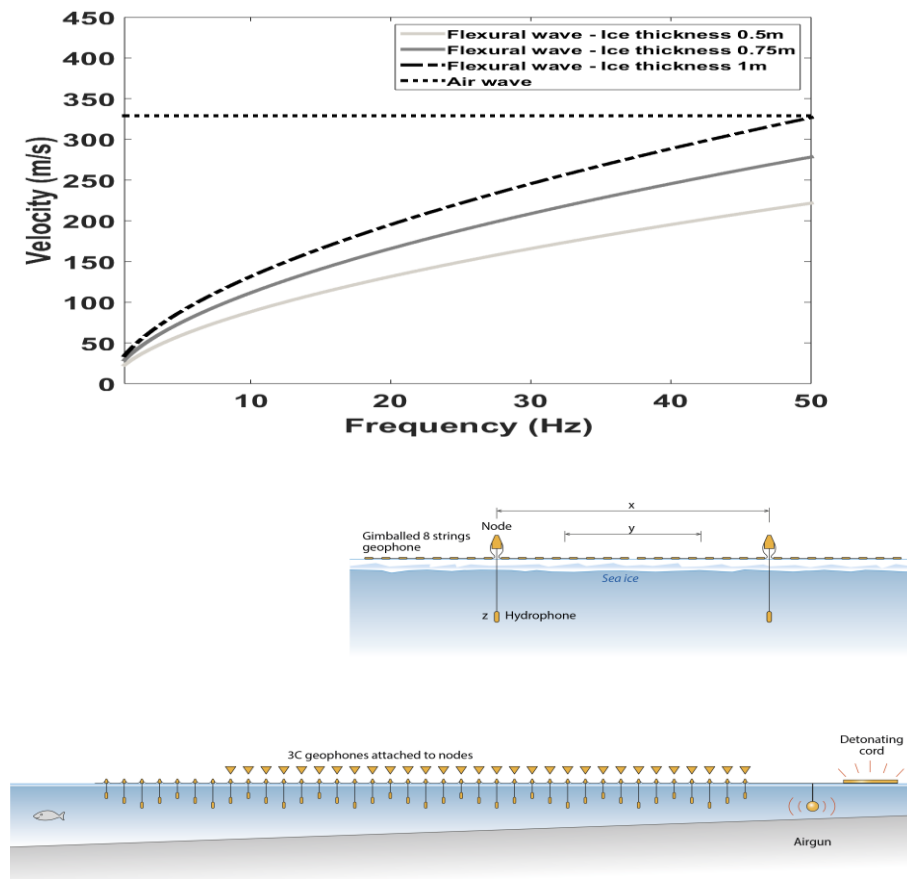 450
400
350
300
250
200
150
100
50
0
Velocity (m/s)
Flexural wave - Ice thickness 0.5m
Flexural wave - Ice thickness 0.75m
Flexural wave - Ice thickness 1m
Air wave
10 20 30 40 50
Frequency (Hz)
x
Node
y
Gimballed 8 strings
geophone
Sea ice
z Hydrophone
3C geophones attached to nodes
Detonating
cord
Airgun